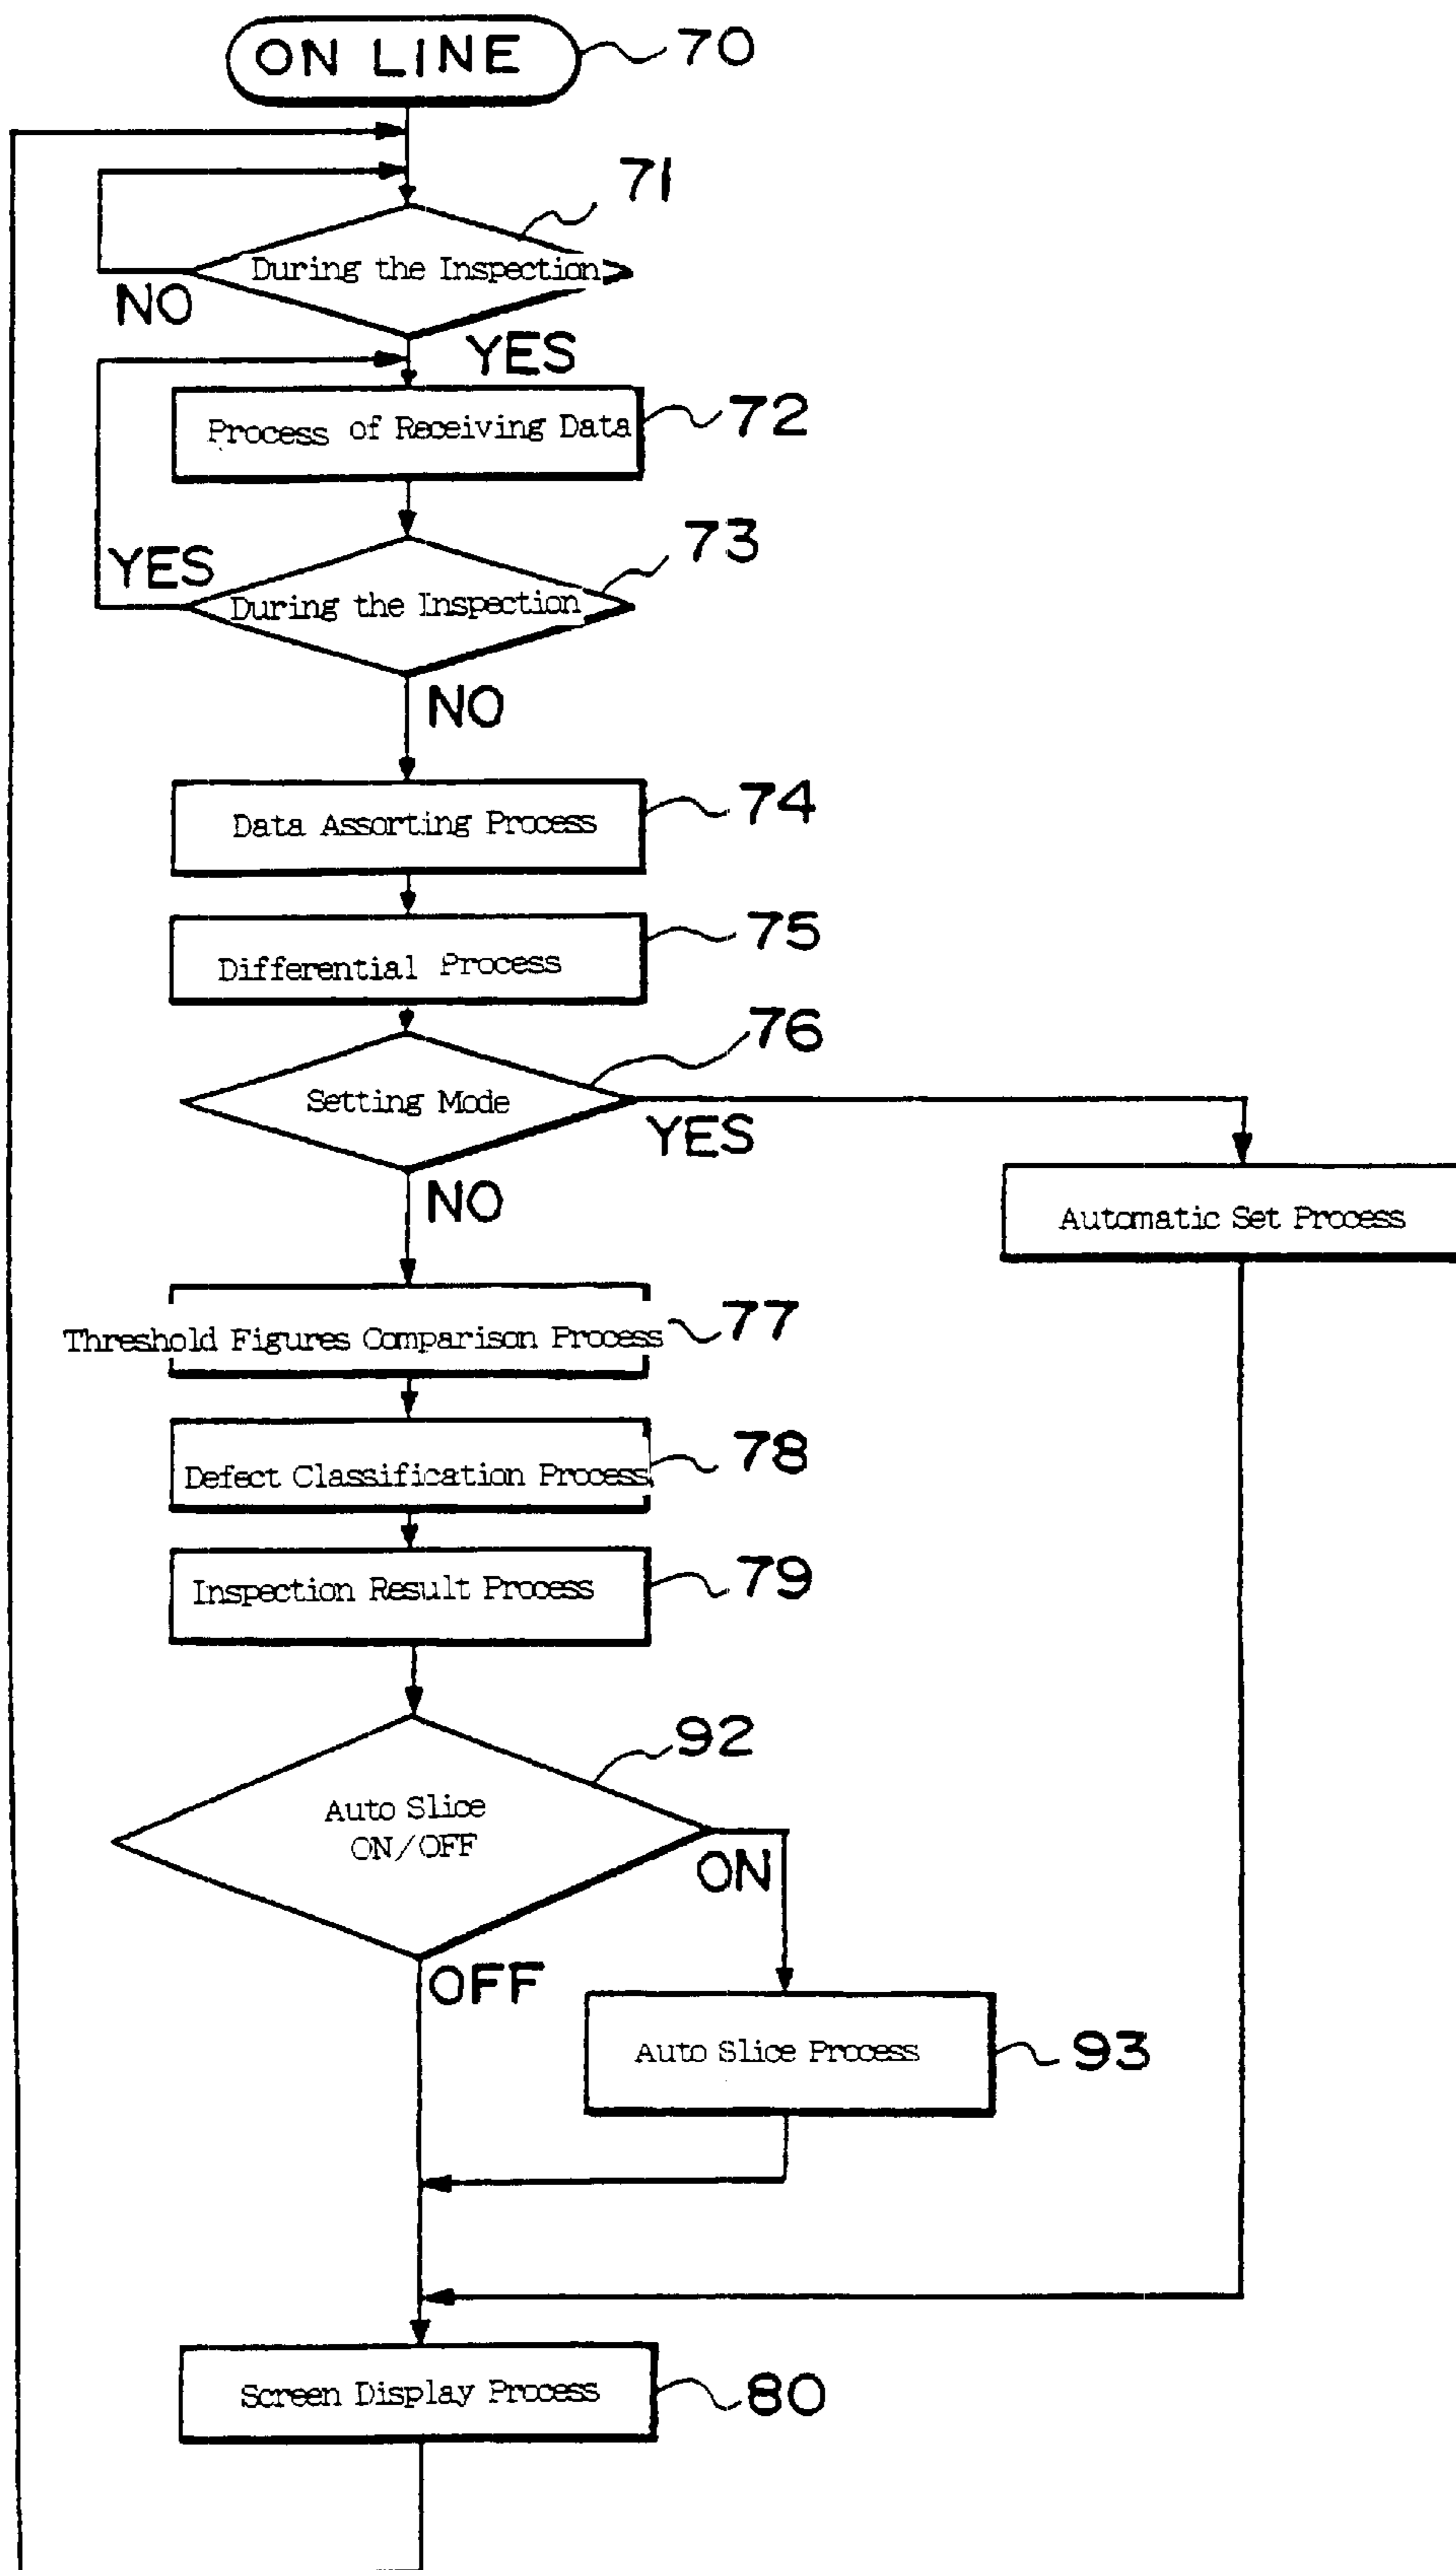 ON LINE
70
71
During the Inspection
NO
YES
Process of Receiving Data
72
73
YES
During the Inspection
NO
Data Assorting Process
74
Differential Process
75
76
Setting Mode
YES
NO
Automatic Set Process
Threshold Figures Comparison Process
77
Defect Classification Process
78
Inspection Result Process
79
92
Auto Slice
ON/OFF
ON
OFF
Auto Slice Process
93
Screen Display Process
80